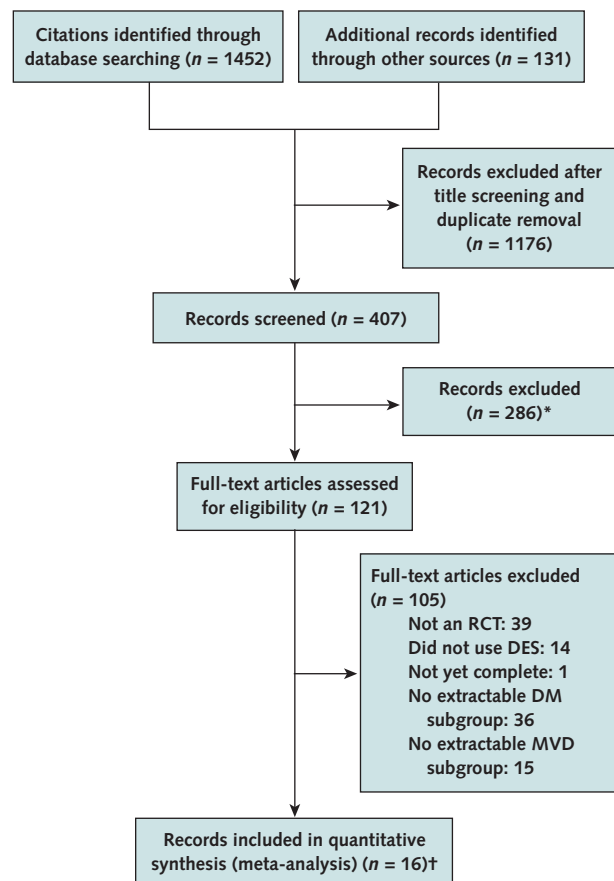 Citations identified through
database searching (n = 1452)
Additional records identified
through other sources (n = 131)
Records excluded after
title screening and
duplicate removal
(n = 1176)
Records screened (n = 407)
Records excluded
(n = 286)*
Full-text articles assessed
for eligibility (n = 121)
Full-text articles excluded
(n = 105)
Not an RCT: 39
Did not use DES: 14
Not yet complete: 1
No extractable DM
subgroup: 36
No extractable MVD
subgroup: 15
Records included in quantitative
synthesis (meta-analysis) (n = 16)†